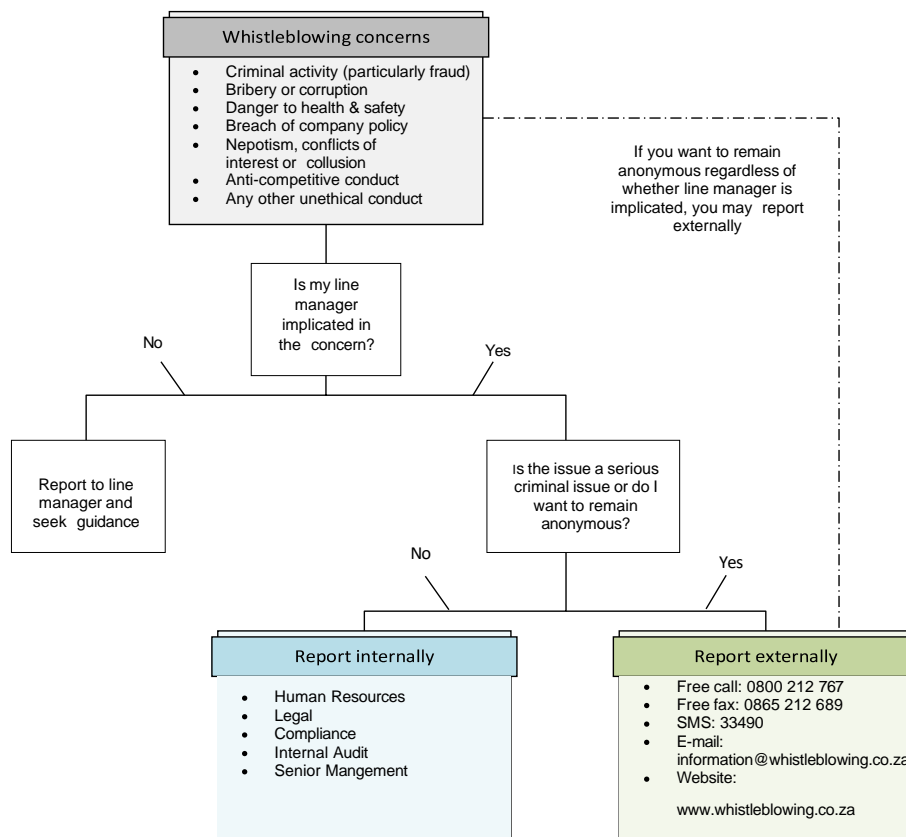 Whistleblowing concerns
• Criminal activity (particularly fraud)
• Bribery or corruption
• Danger to health & safety
• Breach of company policy
• Nepotism, conflicts of
interest or collusion
• Anti-competitive conduct
• Any other unethical conduct
If you want to remain
anonymous regardless of
whether line manager is
implicated, you may report
externally
Is my line
manager
implicated in
the concern?
No
Yes
Report to line
manager and
seek guidance
Is the issue a serious
criminal issue or do I
want to remain
anonymous?
No
Yes
Report internally
• Human Resources
• Legal
• Compliance
• Internal Audit
• Senior Mangement
Report externally
• Free call: 0800 212 767
• Free fax: 0865 212 689
• SMS: 33490
• E-mail:
information@whistleblowing.co.za
• Website:
www.whistleblowing.co.za